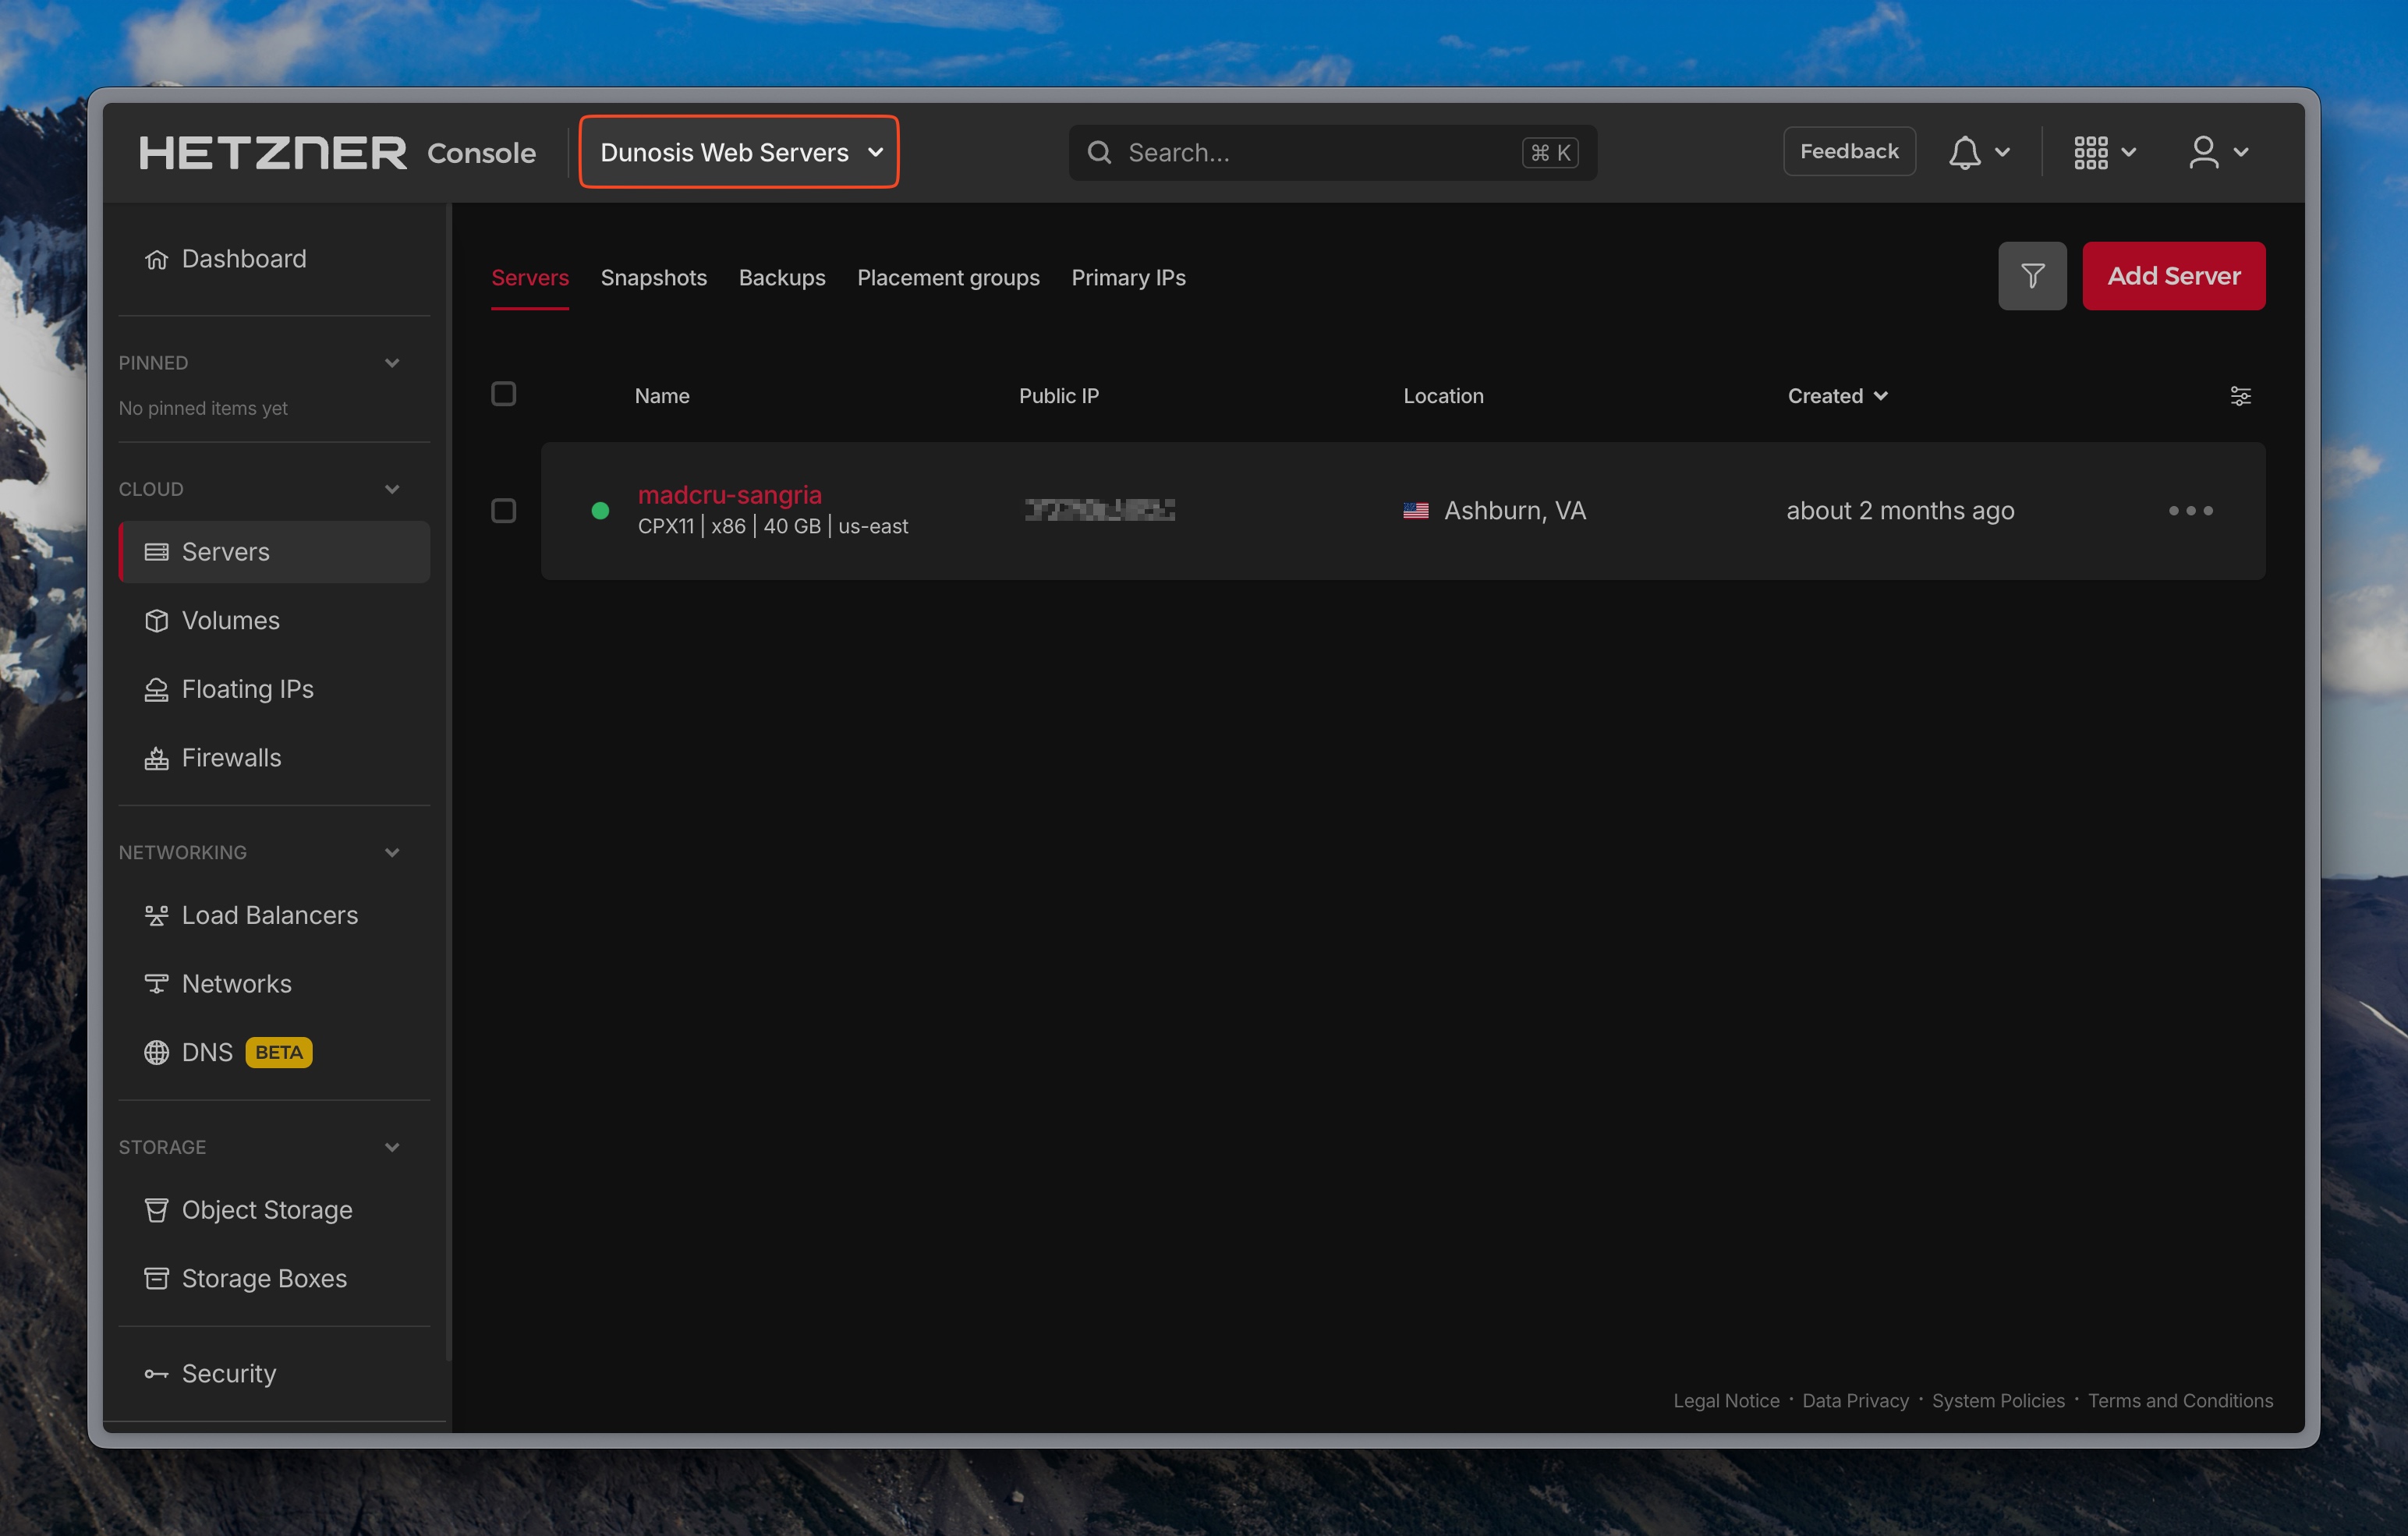 HETZNER Console
Dunosis Web Servers
Search...
⌘ K
Feedback
Dashboard
PINNED
No pinned items yet
CLOUD
Servers
Volumes
Floating IPs
Firewalls
NETWORKING
Load Balancers
Networks
DNS BETA
STORAGE
Object Storage
Storage Boxes
Security
Servers Snapshots Backups Placement groups Primary IPs
Add Server
Name Public IP Location Created
madcru-sangria
CPX11 | x86 | 40 GB | us-east
Ashburn, VA
about 2 months ago
Legal Notice · Data Privacy · System Policies · Terms and Conditions